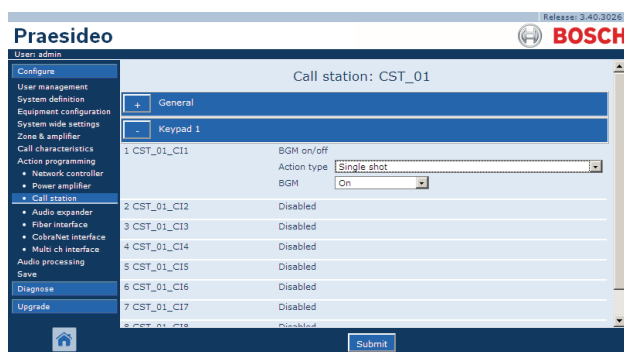 Release: 3.40.3026
Praesideo
BOSCH
User: admin
Configure
User management
System definition
Equipment configuration
System wide settings
Zone & amplifier
Call characteristics
Action programming
• Network controller
• Power amplifier
• Call station
• Audio expander
• Fiber interface
• CobraNet interface
• Multi ch interface
Audio processing
Save
Diagnose
Upgrade
Call station: CST_01
+ General
- Keypad 1
1 CST_01_CI1 BGM on/off
Action type Single shot
BGM On
2 CST_01_CI2 Disabled
3 CST_01_CI3 Disabled
4 CST_01_CI4 Disabled
5 CST_01_CI5 Disabled
6 CST_01_CI6 Disabled
7 CST_01_CI7 Disabled
8 CST_01_CI8 Disabled
Submit